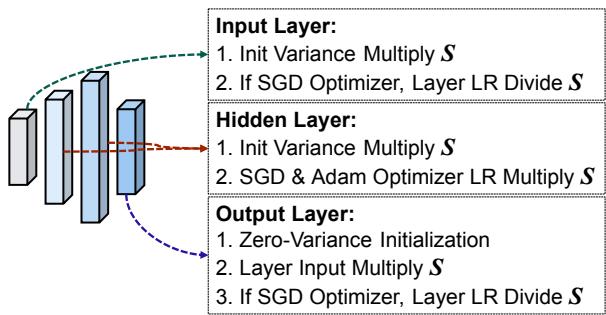 Input Layer:
1. Init Variance Multiply S
2. If SGD Optimizer, Layer LR Divide S
Hidden Layer:
1. Init Variance Multiply S
2. SGD & Adam Optimizer LR Multiply S
Output Layer:
1. Zero-Variance Initialization
2. Layer Input Multiply S
3. If SGD Optimizer, Layer LR Divide S